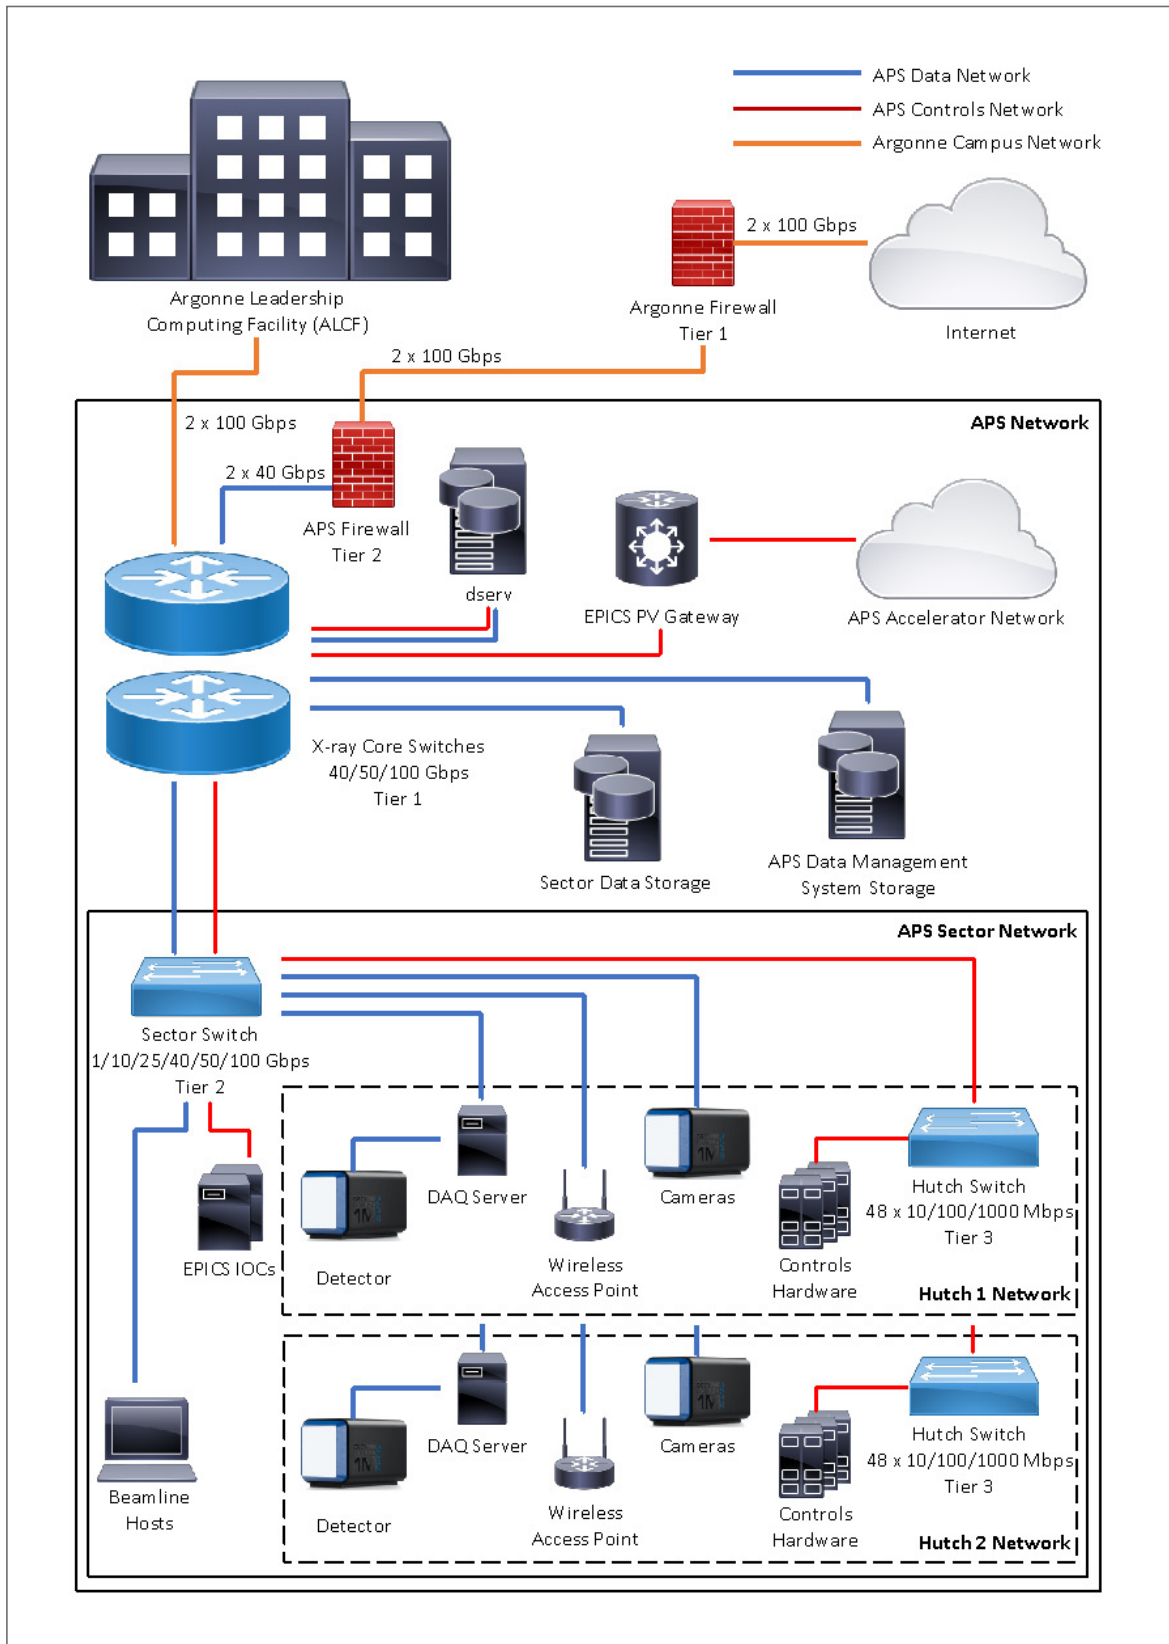 APS Data Network
APS Controls Network
Argonne Campus Network
2 x 100 Gbps
Argonne Leadership
Computing Facility (ALCF)
Argonne Firewall
Tier 1
Internet
2 x 100 Gbps
APS Network
2 x 100 Gbps
2 x 40 Gbps
APS Firewall
Tier 2
dserv
EPICS PV Gateway
APS Accelerator Network
X-ray Core Switches
40/50/100 Gbps
Tier 1
Sector Data Storage
APS Data Management
System Storage
APS Sector Network
Sector Switch
1/10/25/40/50/100 Gbps
Tier 2
EPICS IOCs
Beamline
Hosts
1M
Detector
DAQ Server
Wireless
Access Point
1M
Cameras
Controls
Hardware
Hutch Switch
48 x 10/100/1000 Mbps
Tier 3
Hutch 1 Network
1M
Detector
DAQ Server
Wireless
Access Point
1M
Cameras
Controls
Hardware
Hutch Switch
48 x 10/100/1000 Mbps
Tier 3
Hutch 2 Network